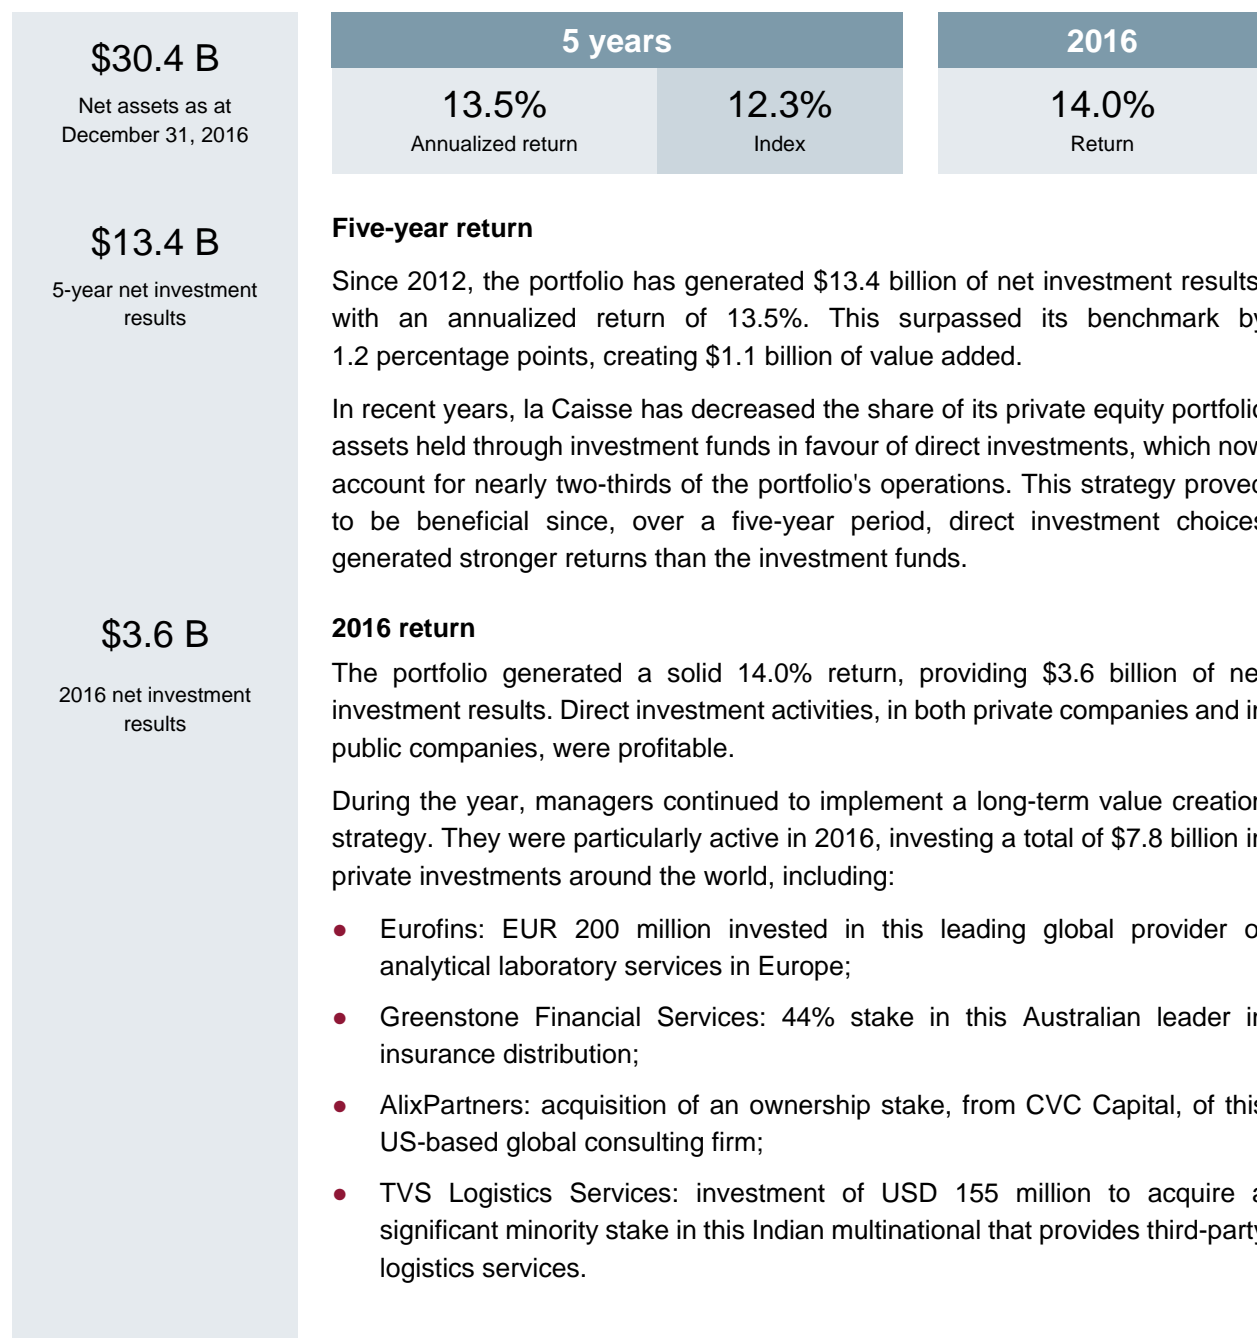 $30.4 B
Net assets as at
December 31, 2016
$13.4 B
5-year net investment
results
$3.6 B
2016 net investment
results
5 years
13.5%
Annualized return
12.3%
Index
2016
14.0%
Return
Five-year return
Since 2012, the portfolio has generated $13.4 billion of net investment results
with an annualized return of 13.5%. This surpassed its benchmark by
1.2 percentage points, creating $1.1 billion of value added.
In recent years, la Caisse has decreased the share of its private equity portfolio
assets held through investment funds in favour of direct investments, which now
account for nearly two-thirds of the portfolio's operations. This strategy proved
to be beneficial since, over a five-year period, direct investment choices
generated stronger returns than the investment funds.
2016 return
The portfolio generated a solid 14.0% return, providing $3.6 billion of net
investment results. Direct investment activities, in both private companies and in
public companies, were profitable.
During the year, managers continued to implement a long-term value creation
strategy. They were particularly active in 2016, investing a total of $7.8 billion in
private investments around the world, including:
● Eurofins: EUR 200 million invested in this leading global provider of
analytical laboratory services in Europe;
● Greenstone Financial Services: 44% stake in this Australian leader in
insurance distribution;
● AlixPartners: acquisition of an ownership stake, from CVC Capital, of this
US-based global consulting firm;
● TVS Logistics Services: investment of USD 155 million to acquire a
significant minority stake in this Indian multinational that provides third-party
logistics services.